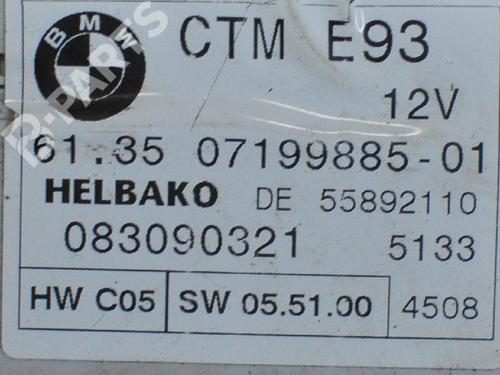 BMW
CTM E93
B-PARTS
12V
61.35 07199885-01
HELBAKO DE 55892110
083090321 5133
HW C05 SW 05.51.00 4508